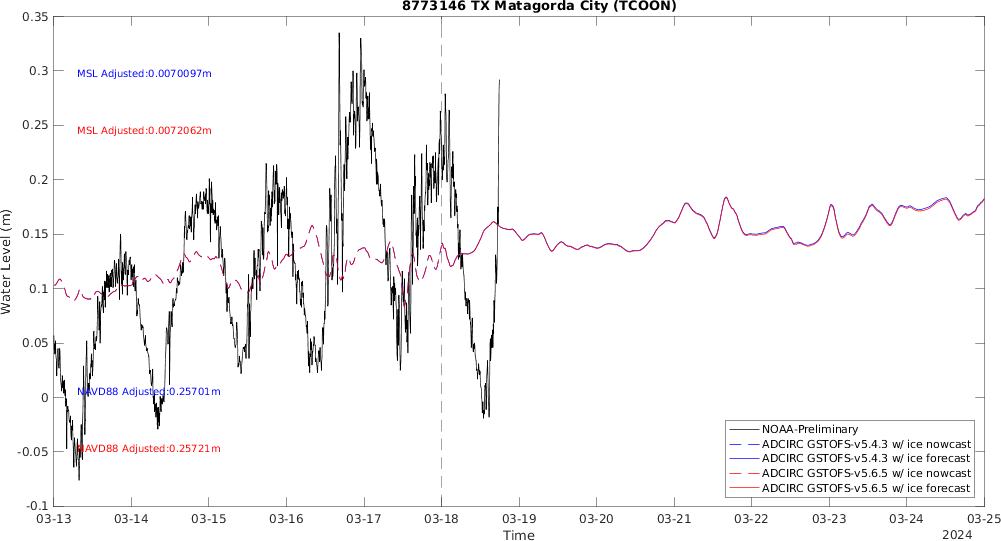 8773146 TX Matagorda City (TCOON)
0.35
0.3
0.25
0.2
0.15
0.1
0.05
0
-0.05
-0.1
Water Level (m)
MSL Adjusted:0.0070097m
MSL Adjusted:0.0072062m
NAVD88 Adjusted:0.25701m
NAVD88 Adjusted:0.25721m
NOAA-Preliminary
ADCIRC GSTOFS-v5.4.3 w/ ice nowcast
ADCIRC GSTOFS-v5.4.3 w/ ice forecast
ADCIRC GSTOFS-v5.6.5 w/ ice nowcast
ADCIRC GSTOFS-v5.6.5 w/ ice forecast
03-13 03-14 03-15 03-16 03-17 03-18 03-19 03-20 03-21 03-22 03-23 03-24 03-25
Time
2024